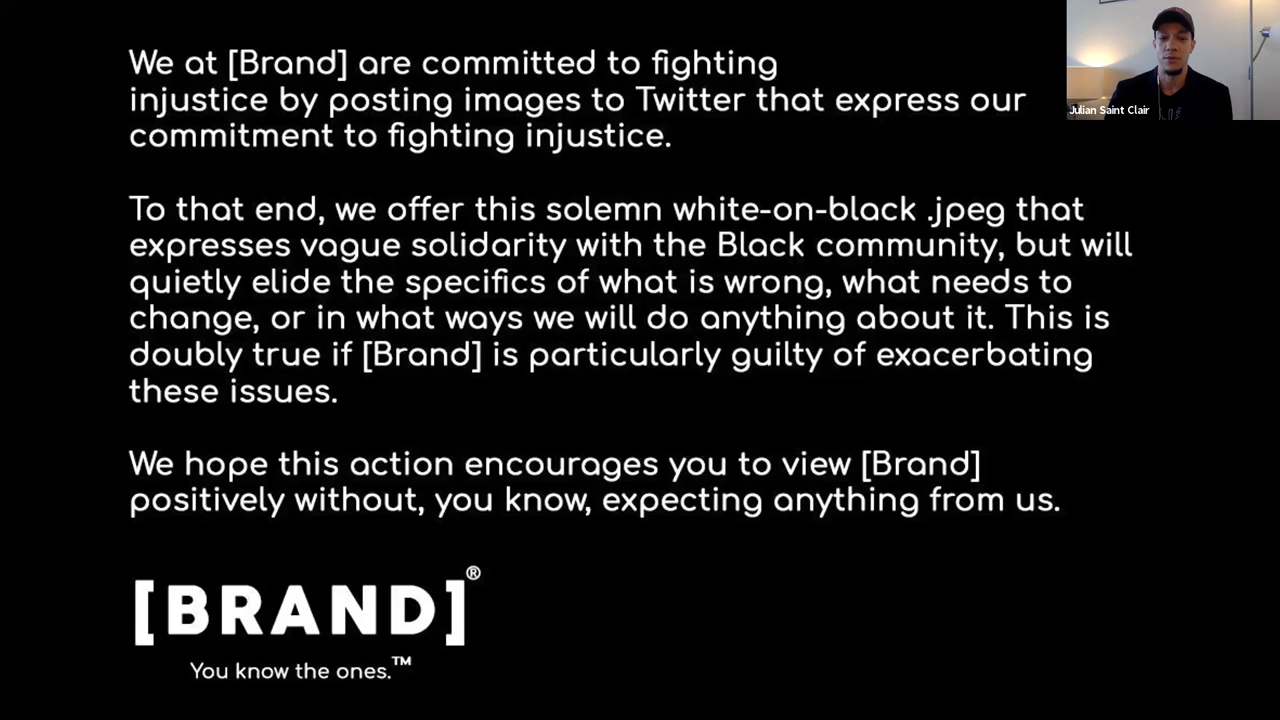 We at [Brand] are committed to fighting
injustice by posting images to Twitter that express our
commitment to fighting injustice.
To that end, we offer this solemn white-on-black .jpeg that
expresses vague solidarity with the Black community, but will
quietly elide the specifics of what is wrong, what needs to
change, or in what ways we will do anything about it. This is
doubly true if [Brand] is particularly guilty of exacerbating
these issues.
We hope this action encourages you to view [Brand]
positively without, you know, expecting anything from us.
[BRAND]®
You know the ones.™
Julian Saint Clair